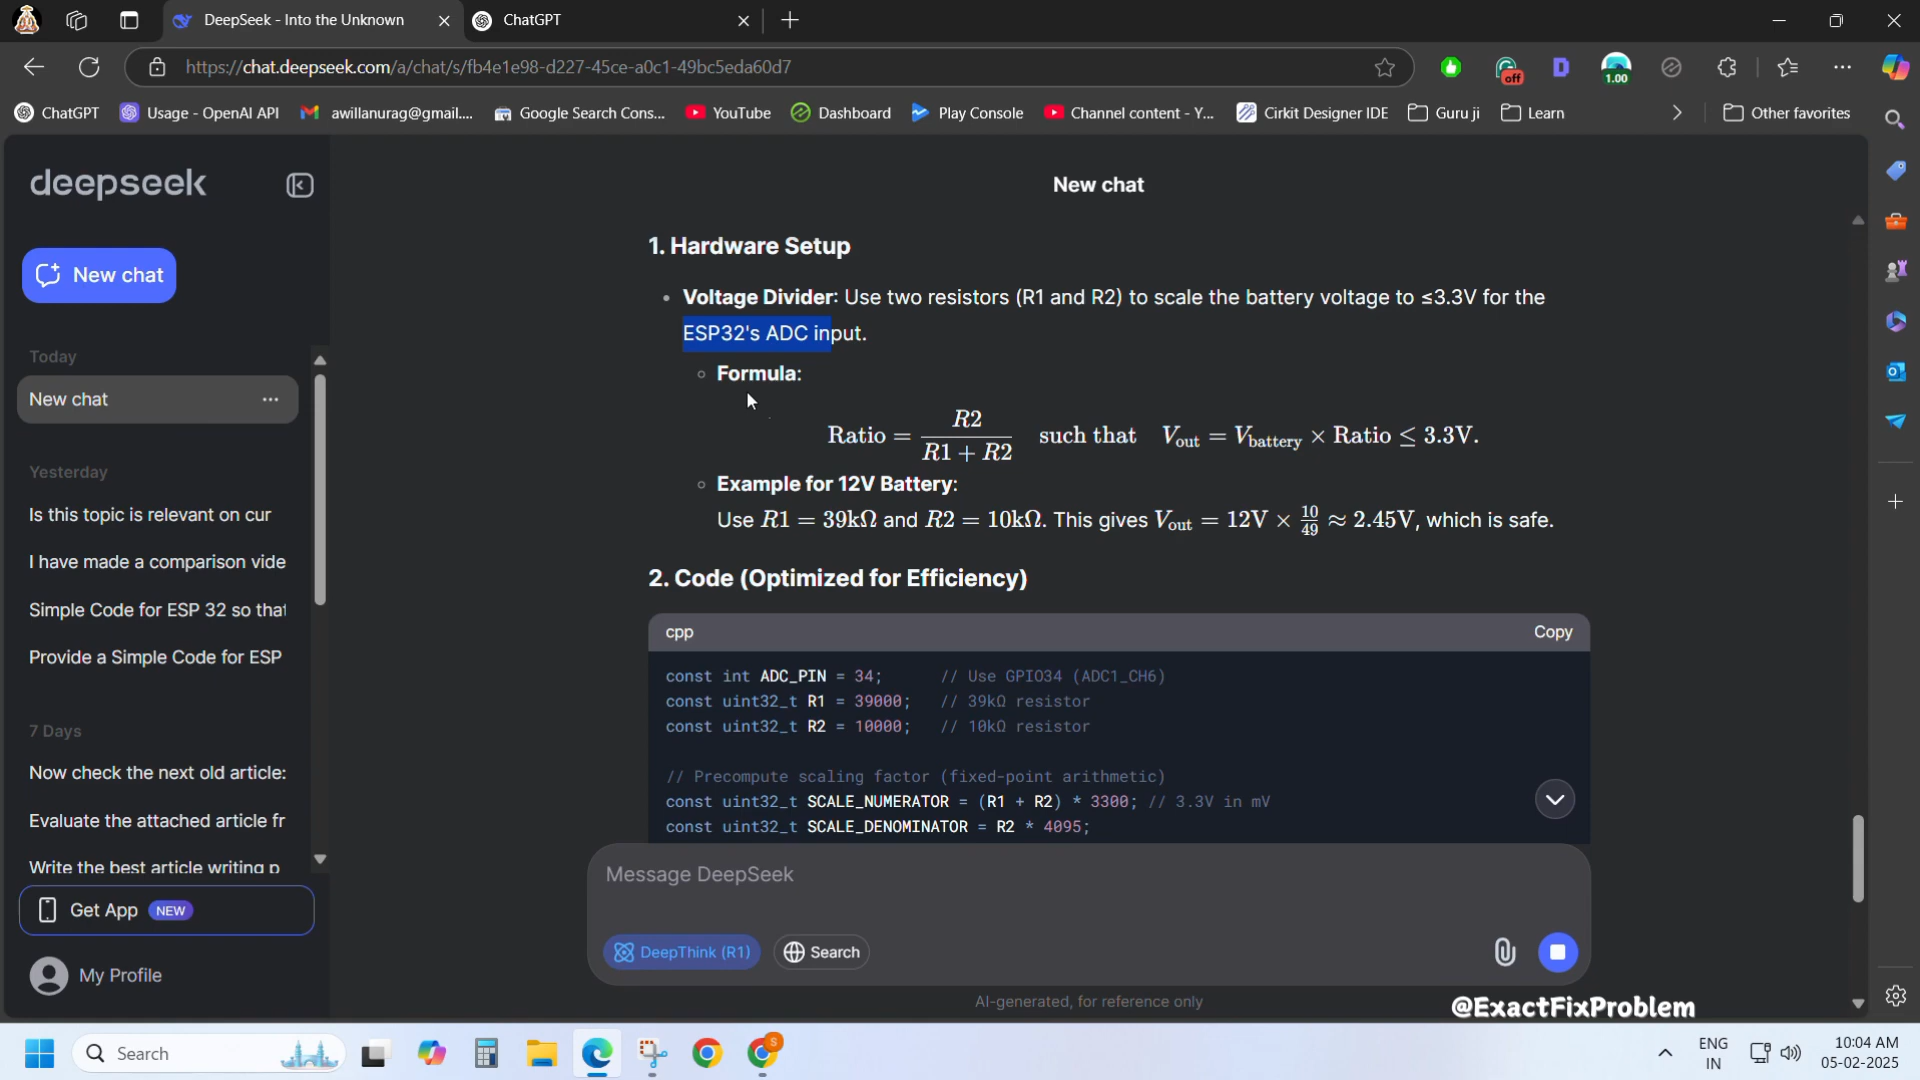 DeepSeek - Into the Unknown
ChatGPT
https://chat.deepseek.com/a/chat/s/fb4e1e98-d227-45ce-a0c1-49bc5eda60d7
off
D
1.00
ChatGPT
Usage - OpenAI API
awillanurag@gmail....
Google Search Cons...
YouTube
Dashboard
Play Console
Channel content - Y...
Cirkit Designer IDE
Guru ji
Learn
Other favorites
deepseek
New chat
Today
New chat
Yesterday
Is this topic is relevant on cur
I have made a comparison vide
Simple Code for ESP 32 so that
Provide a Simple Code for ESP
7 Days
Now check the next old article:
Evaluate the attached article fr
Write the best article writing p
Get App NEW
My Profile
New chat
1. Hardware Setup
Voltage Divider: Use two resistors (R1 and R2) to scale the battery voltage to ≤3.3V for the
ESP32's ADC input.
Formula:
Ratio = R2 / (R1 + R2) such that Vout = Vbattery × Ratio ≤ 3.3V.
Example for 12V Battery:
Use R1 = 39kΩ and R2 = 10kΩ. This gives Vout = 12V × 10/49 ≈ 2.45V, which is safe.
2. Code (Optimized for Efficiency)
cpp
Copy
const int ADC_PIN = 34; // Use GPIO34 (ADC1_CH6)
const uint32_t R1 = 39000; // 39kΩ resistor
const uint32_t R2 = 10000; // 10kΩ resistor
// Precompute scaling factor (fixed-point arithmetic)
const uint32_t SCALE_NUMERATOR = (R1 + R2) * 3300; // 3.3V in mV
const uint32_t SCALE_DENOMINATOR = R2 * 4095;
Message DeepSeek
DeepThink (R1)
Search
AI-generated, for reference only
@ExactFixProblem
Search
S
ENG
IN
10:04 AM
05-02-2025